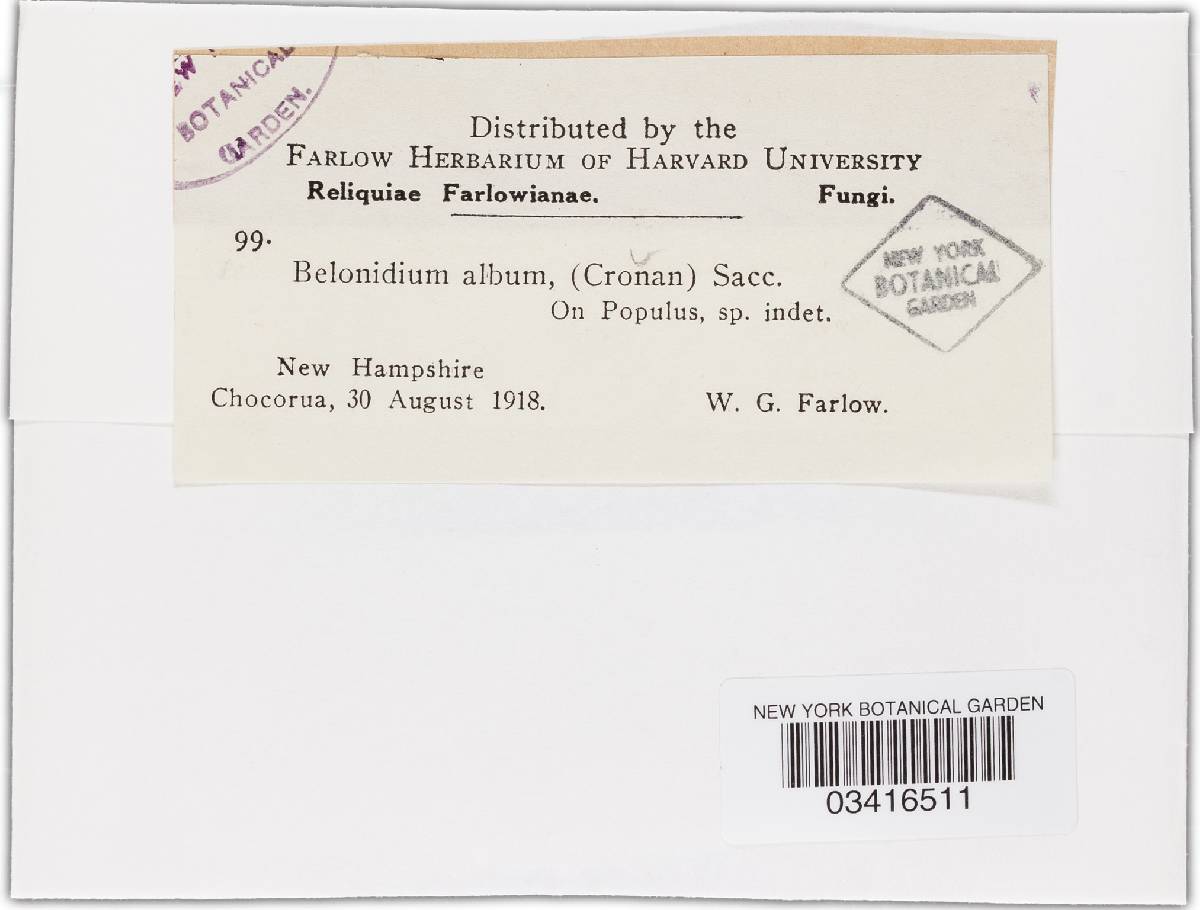 EW
BOTANICAL
GARDEN.
Distributed by the
FARLOW HERBARIUM OF HARVARD UNIVERSITY
Reliquiae Farlowianae. Fungi.
99.
Belonidium album, (Cronan) Sacc.
On Populus, sp. indet.
NEW YORK
BOTANICAL
GARDEN
New Hampshire
Chocorua, 30 August 1918. W. G. Farlow.
NEW YORK BOTANICAL GARDEN
03416511